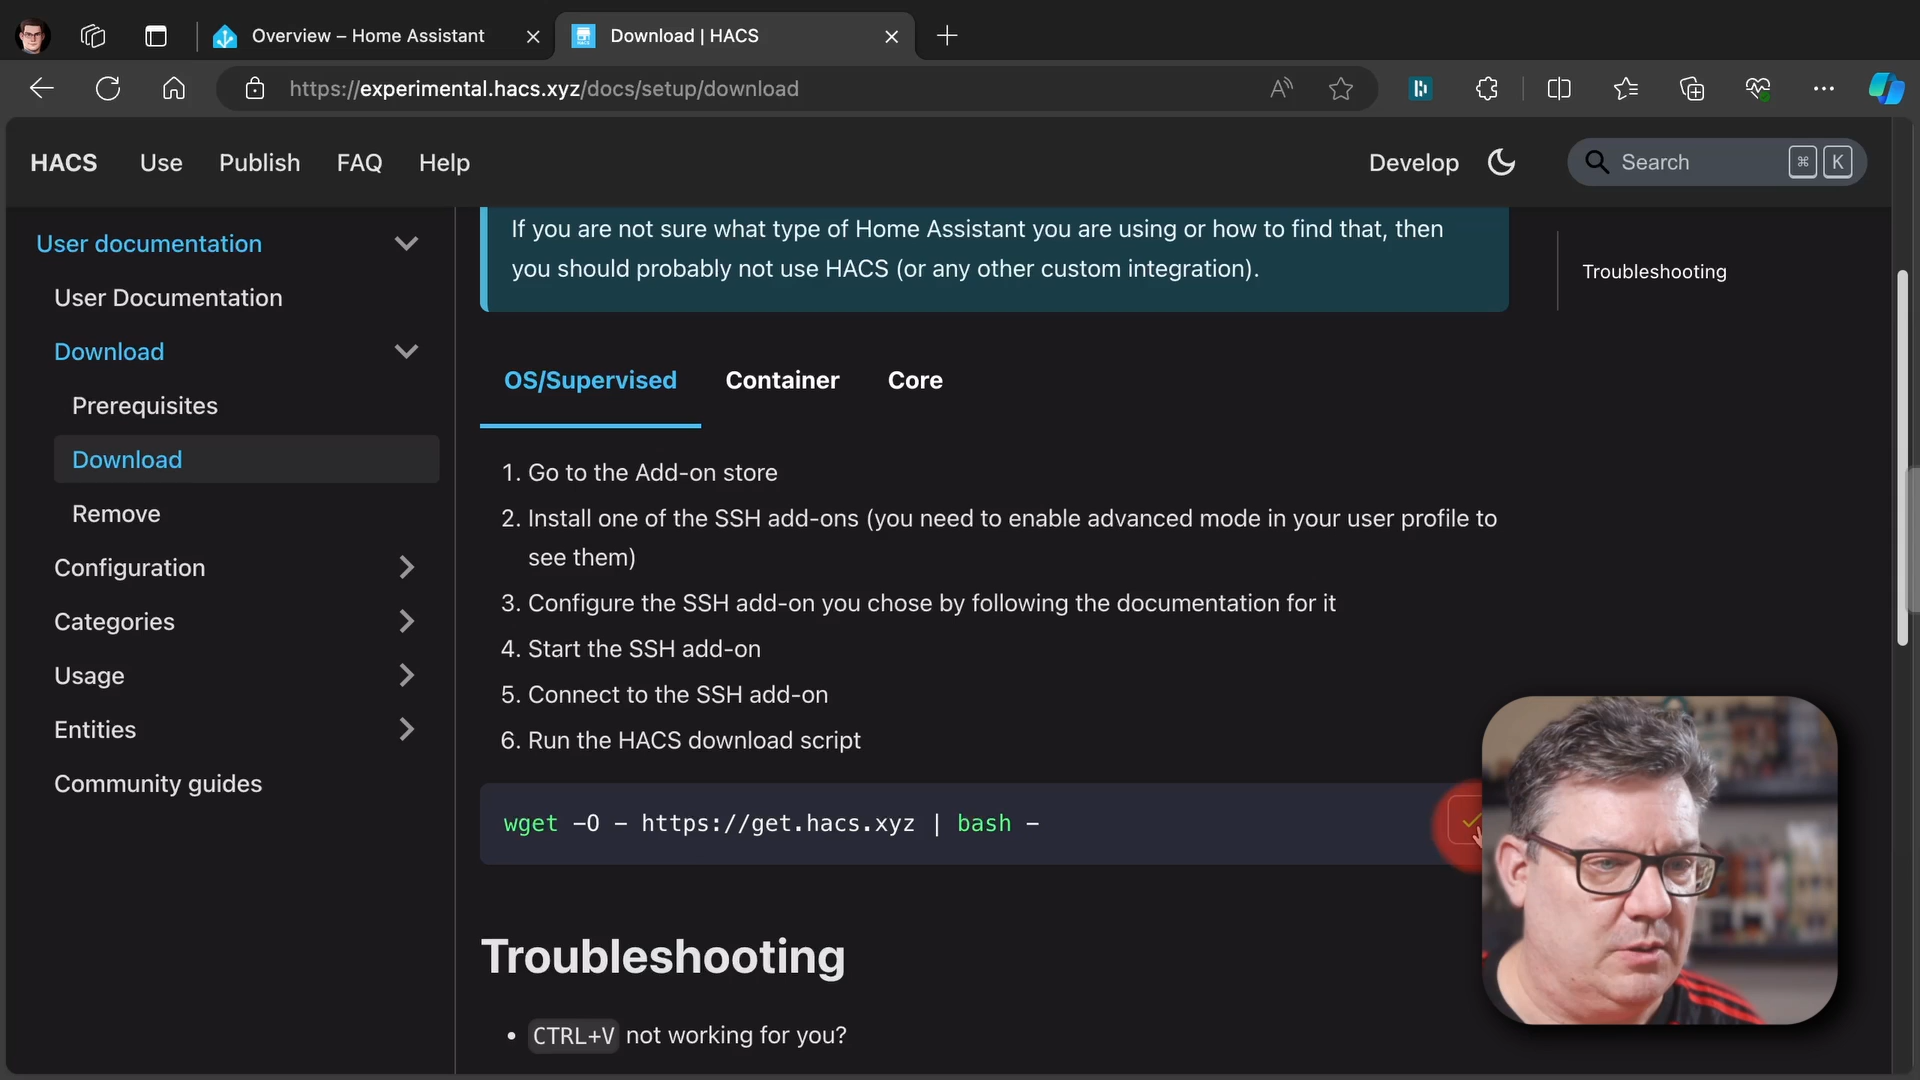 Overview – Home Assistant
Download | HACS
https://experimental.hacs.xyz/docs/setup/download
HACS Use Publish FAQ Help
Develop
Search ⌘ K
User documentation
User Documentation
Download
Prerequisites
Download
Remove
Configuration
Categories
Usage
Entities
Community guides
If you are not sure what type of Home Assistant you are using or how to find that, then
you should probably not use HACS (or any other custom integration).
OS/Supervised Container Core
1. Go to the Add-on store
2. Install one of the SSH add-ons (you need to enable advanced mode in your user profile to
see them)
3. Configure the SSH add-on you chose by following the documentation for it
4. Start the SSH add-on
5. Connect to the SSH add-on
6. Run the HACS download script
wget -O - https://get.hacs.xyz | bash -
Troubleshooting
• CTRL+V not working for you?
Troubleshooting